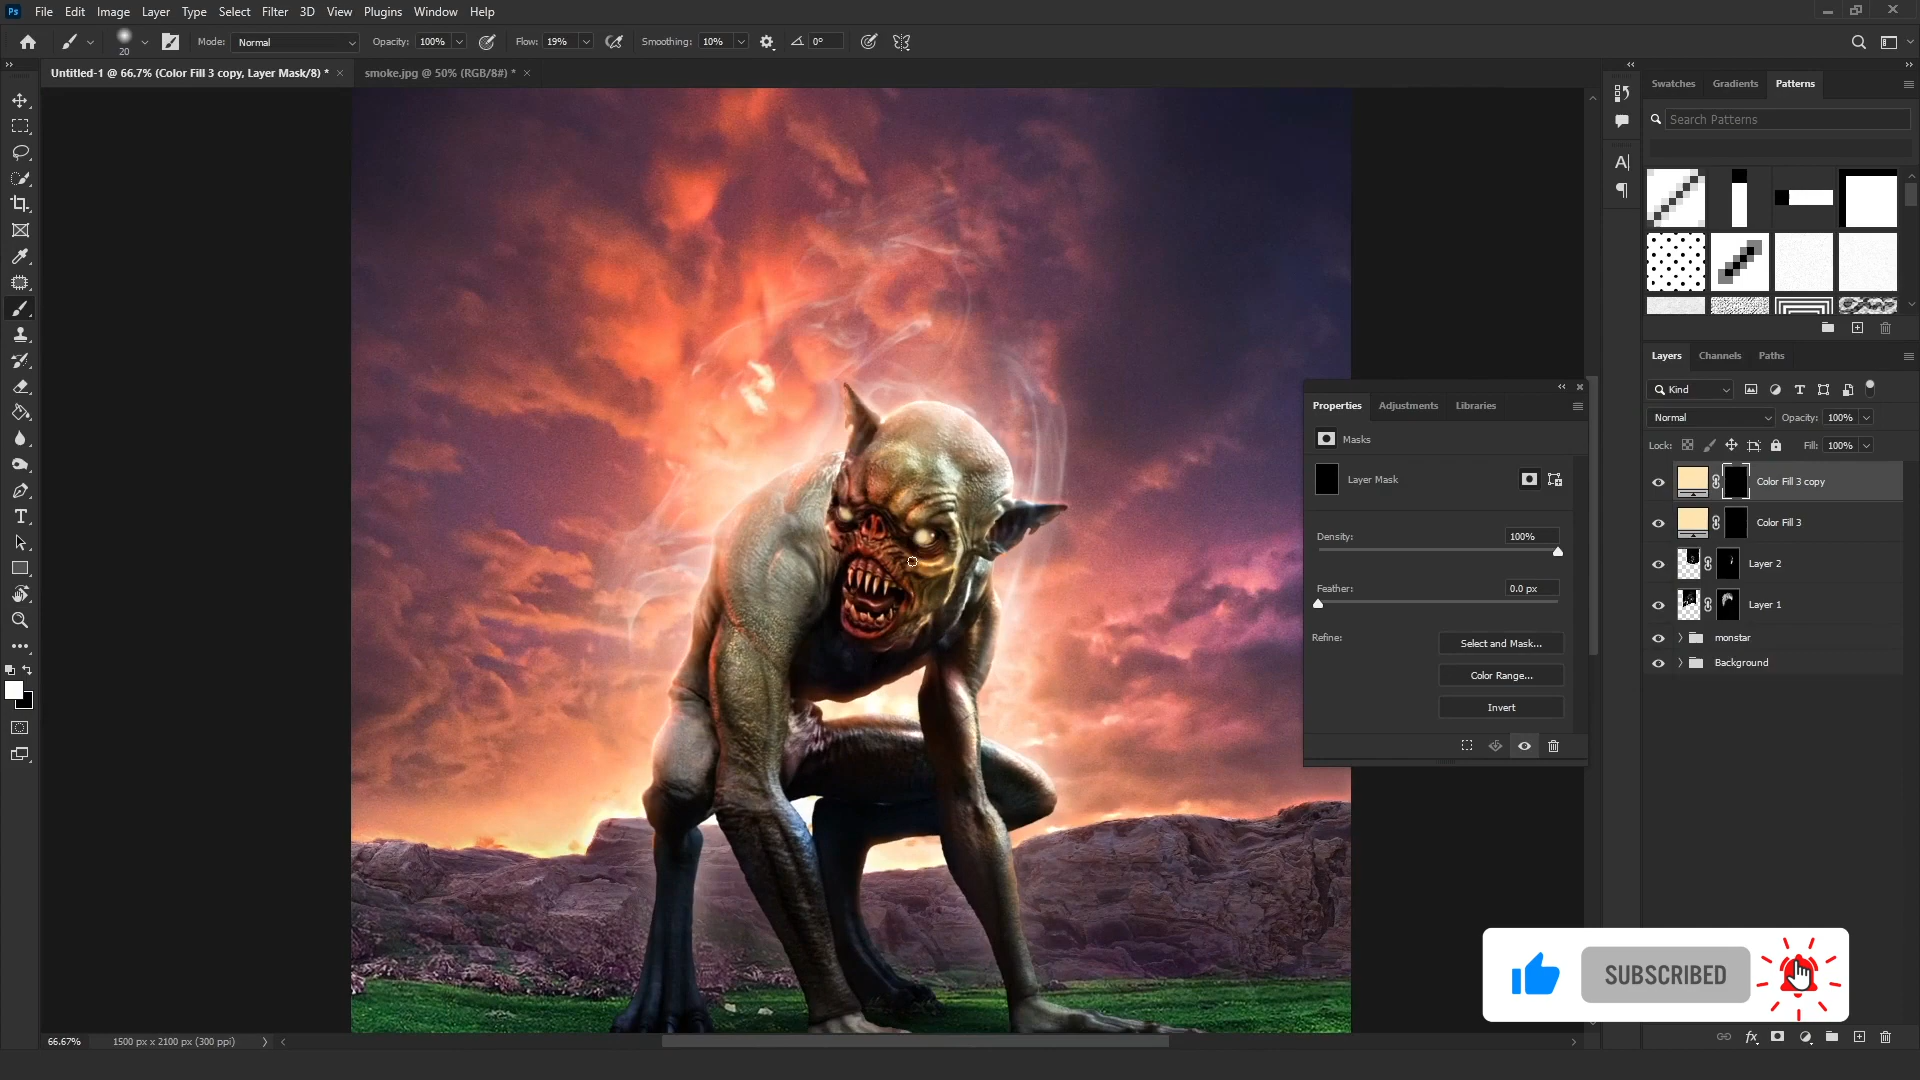 Ps File Edit Image Layer Type Select Filter 3D View Plugins Window Help
20 Mode: Normal Opacity: 100% Flow: 19% Smoothing: 10% 0°
Untitled-1 @ 66.7% (Color Fill 3 copy, Layer Mask/8) * smoke.jpg @ 50% (RGB/8#) *
Swatches Gradients Patterns
Search Patterns
Layers Channels Paths
Kind
Normal Opacity: 100%
Lock: Fill: 100%
Color Fill 3 copy
Color Fill 3
Layer 2
Layer 1
monstar
Background
Properties Adjustments Libraries
Masks
Layer Mask
Density: 100%
Feather: 0.0 px
Refine: Select and Mask...
Color Range...
Invert
SUBSCRIBED
66.67% 1500 px x 2100 px (300 ppi)